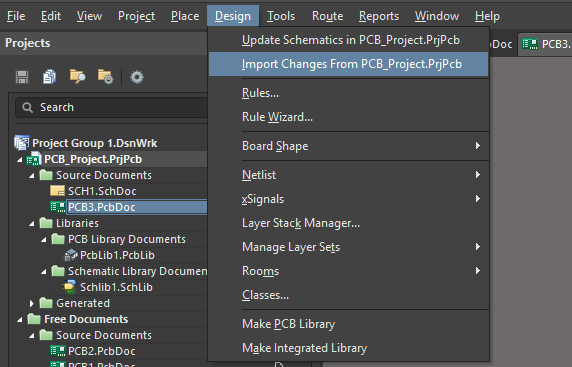 File Edit View Project Place Design Tools Route Reports Window Help
Projects
Search
Project Group 1.DsnWrk
PCB_Project.PrjPcb
Source Documents
SCH1.SchDoc
PCB3.PcbDoc
Libraries
PCB Library Documents
PcbLib1.PcbLib
Schematic Library Documen
Schlib1.SchLib
Generated
Free Documents
Source Documents
PCB2.PcbDoc
PCB1.PcbDoc
Update Schematics in PCB_Project.PrjPcb
Import Changes From PCB_Project.PrjPcb
Rules...
Rule Wizard...
Board Shape
Netlist
xSignals
Layer Stack Manager...
Manage Layer Sets
Rooms
Classes...
Make PCB Library
Make Integrated Library
bDoc
PCB3.